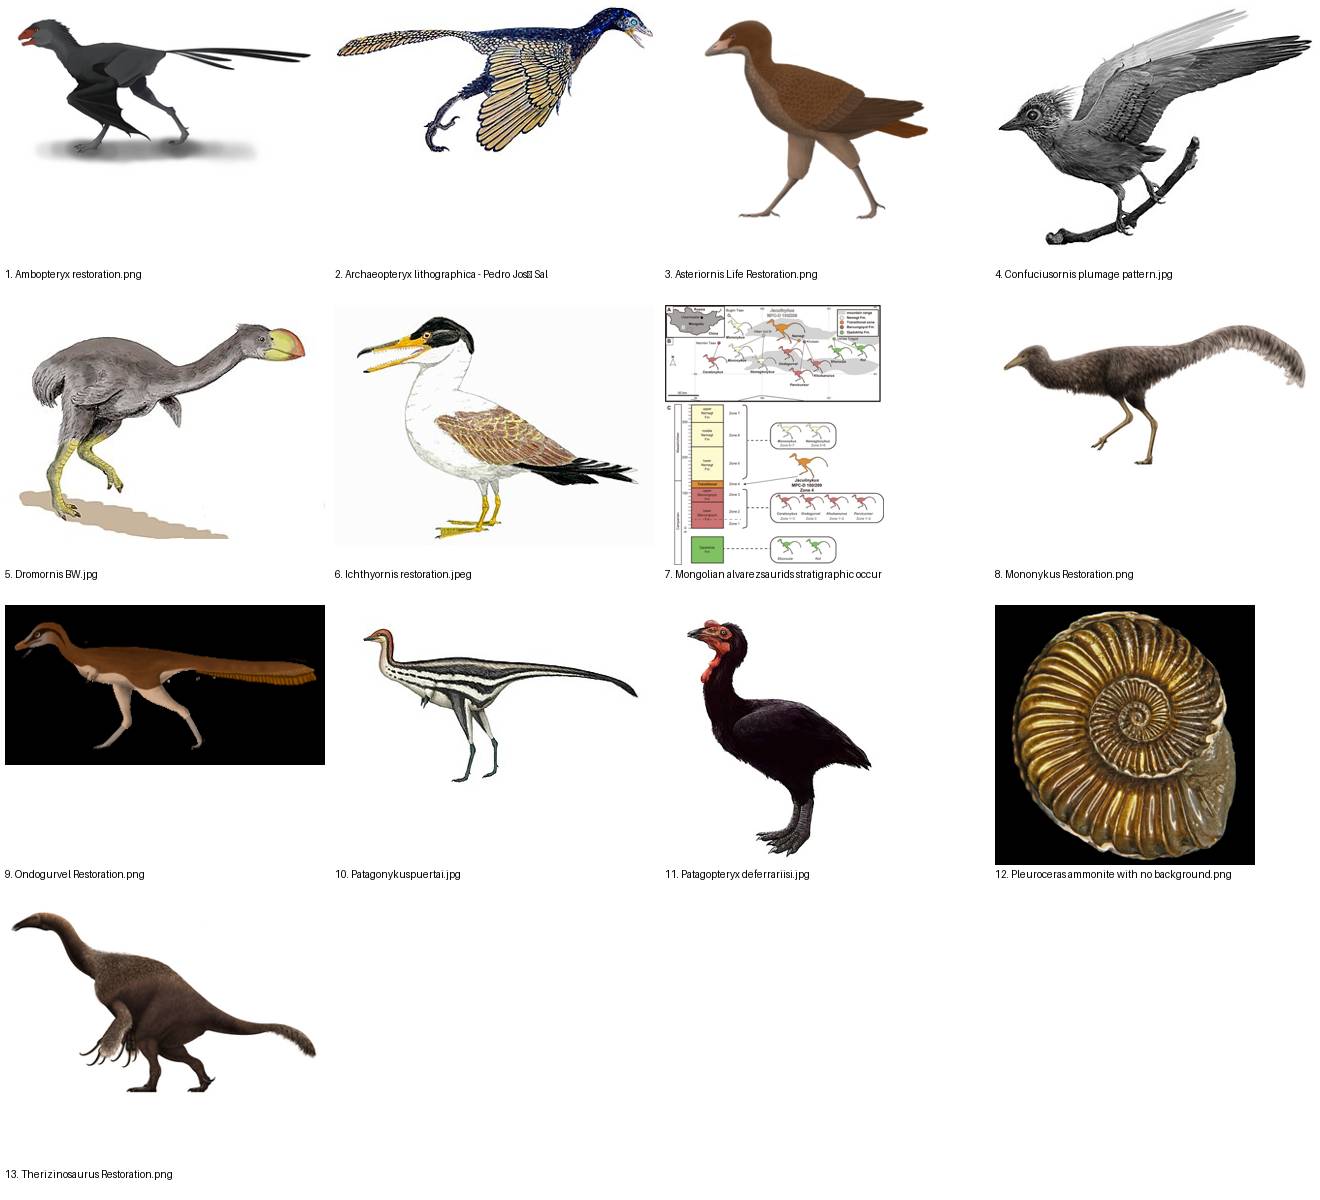 1. Ambopteryx restoration.png
2. Archaeopteryx lithographica - Pedro Jos Sal
3. Asteriornis Life Restoration.png
4. Confuciusornis plumage pattern.jpg
5. Dromornis BW.jpg
6. Ichthyornis restoration.jpeg
7. Mongolian alvarezsaurids stratigraphic occur
8. Mononykus Restoration.png
9. Ondogurvel Restoration.png
10. Patagonykuspuertai.jpg
11. Patagopteryx deferrariisi.jpg
12. Pleuroceras ammonite with no background.png
13. Therizinosaurus Restoration.png